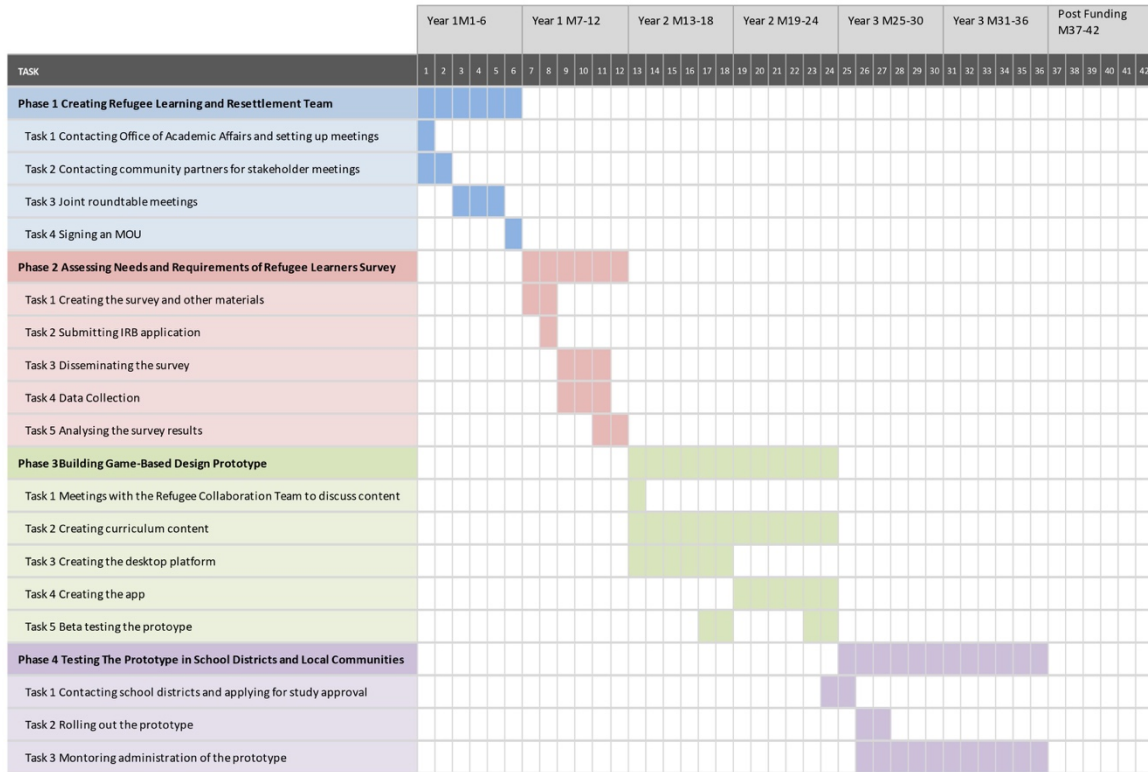 Year 1M1-6 Year 1 M7-12 Year 2 M13-18 Year 2 M19-24 Year 3 M25-30 Year 3 M31-36 Post Funding
M37-42
TASK 1 2 3 4 5 6 7 8 9 10 11 12 13 14 15 16 17 18 19 20 21 22 23 24 25 26 27 28 29 30 31 32 33 34 35 36 37 38 39 40 41 42
Phase 1 Creating Refugee Learning and Resettlement Team
Task 1 Contacting Office of Academic Affairs and setting up meetings
Task 2 Contacting community partners for stakeholder meetings
Task 3 Joint roundtable meetings
Task 4 Signing an MOU
Phase 2 Assessing Needs and Requirements of Refugee Learners Survey
Task 1 Creating the survey and other materials
Task 2 Submitting IRB application
Task 3 Disseminating the survey
Task 4 Data Collection
Task 5 Analysing the survey results
Phase 3Building Game-Based Design Prototype
Task 1 Meetings with the Refugee Collaboration Team to discuss content
Task 2 Creating curriculum content
Task 3 Creating the desktop platform
Task 4 Creating the app
Task 5 Beta testing the protoype
Phase 4 Testing The Prototype in School Districts and Local Communities
Task 1 Contacting school districts and applying for study approval
Task 2 Rolling out the prototype
Task 3 Montoring administration of the prototype